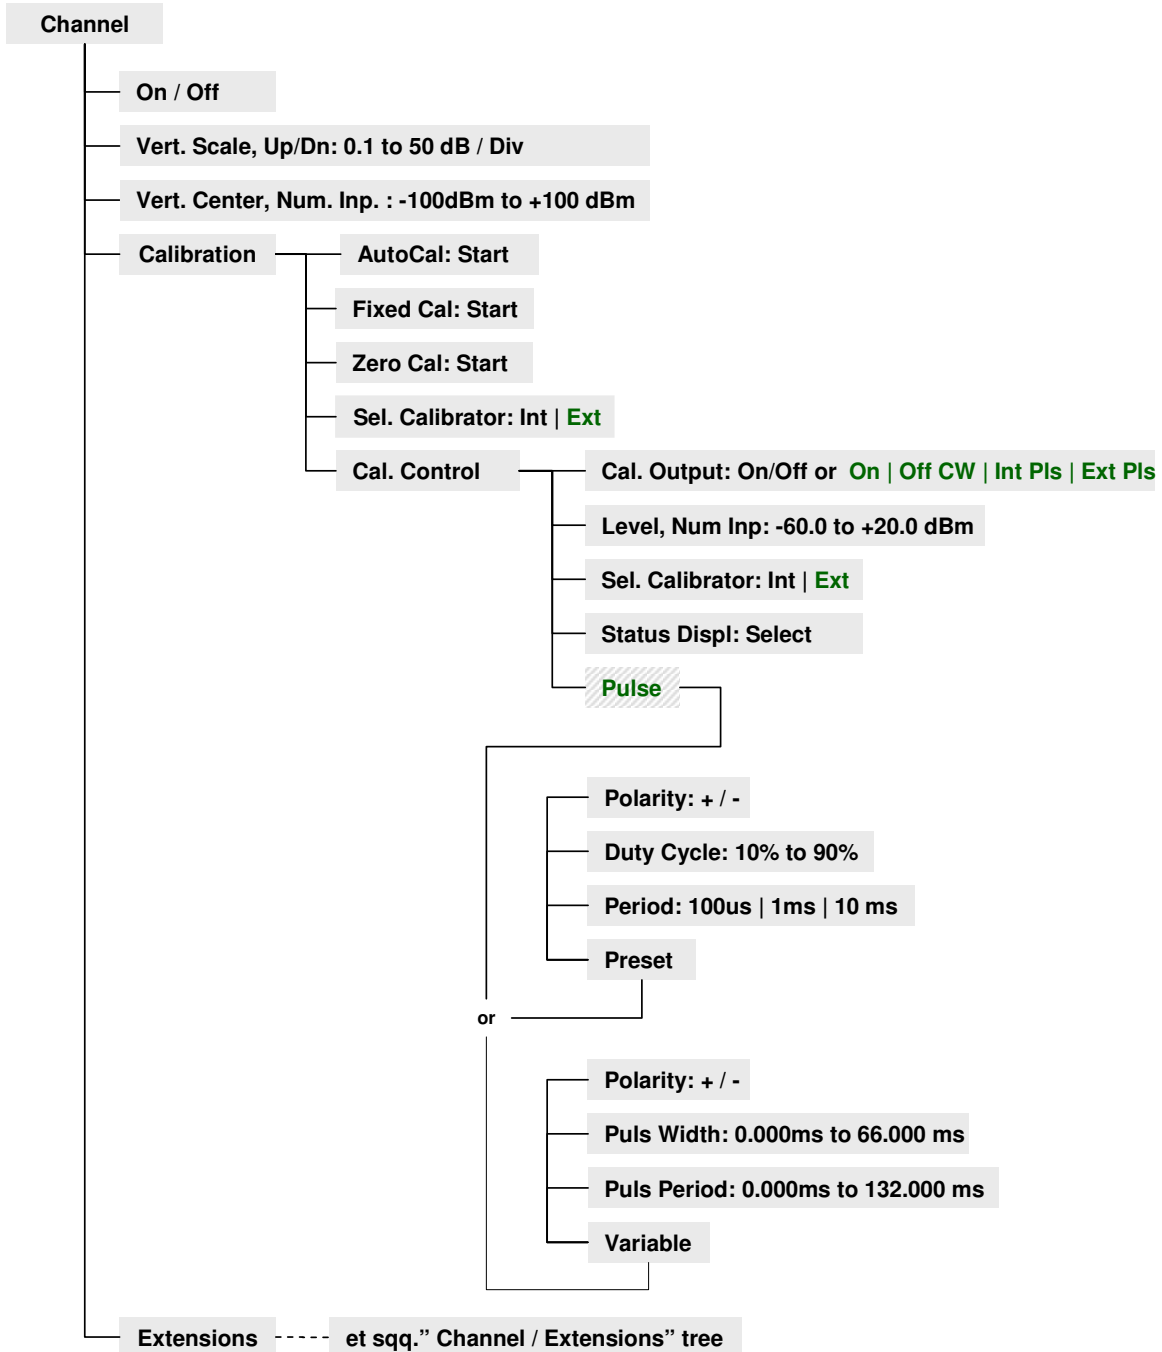 Channel
On / Off
Vert. Scale, Up/Dn: 0.1 to 50 dB / Div
Vert. Center, Num. Inp. : -100dBm to +100 dBm
Calibration
AutoCal: Start
Fixed Cal: Start
Zero Cal: Start
Sel. Calibrator: Int | Ext
Cal. Control
Cal. Output: On/Off or On | Off CW | Int Pls | Ext Pls
Level, Num Inp: -60.0 to +20.0 dBm
Sel. Calibrator: Int | Ext
Status Displ: Select
Pulse
Polarity: + / -
Duty Cycle: 10% to 90%
Period: 100us | 1ms | 10 ms
Preset
or
Polarity: + / -
Puls Width: 0.000ms to 66.000 ms
Puls Period: 0.000ms to 132.000 ms
Variable
Extensions
et sqq.” Channel / Extensions” tree